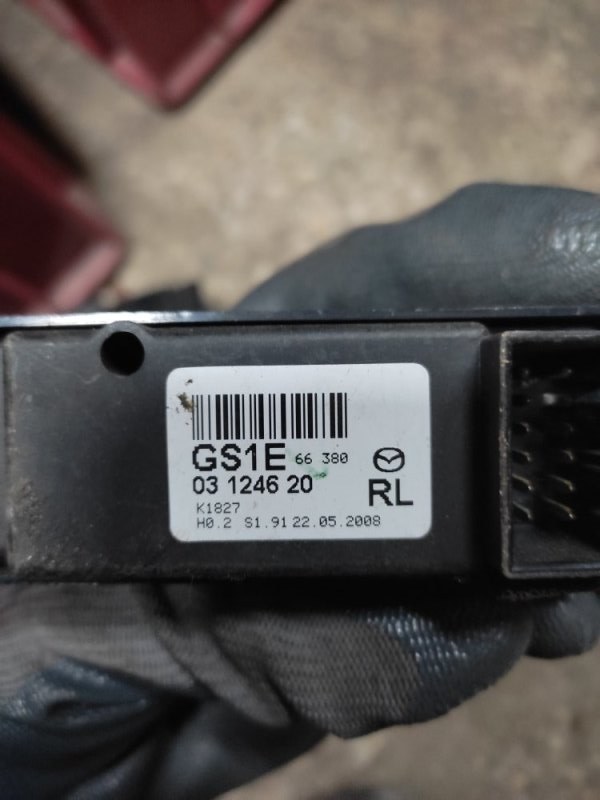 GS1E 66 380
03 1246 20 RL
K1827
H0.2 S1.91 22.05.2008